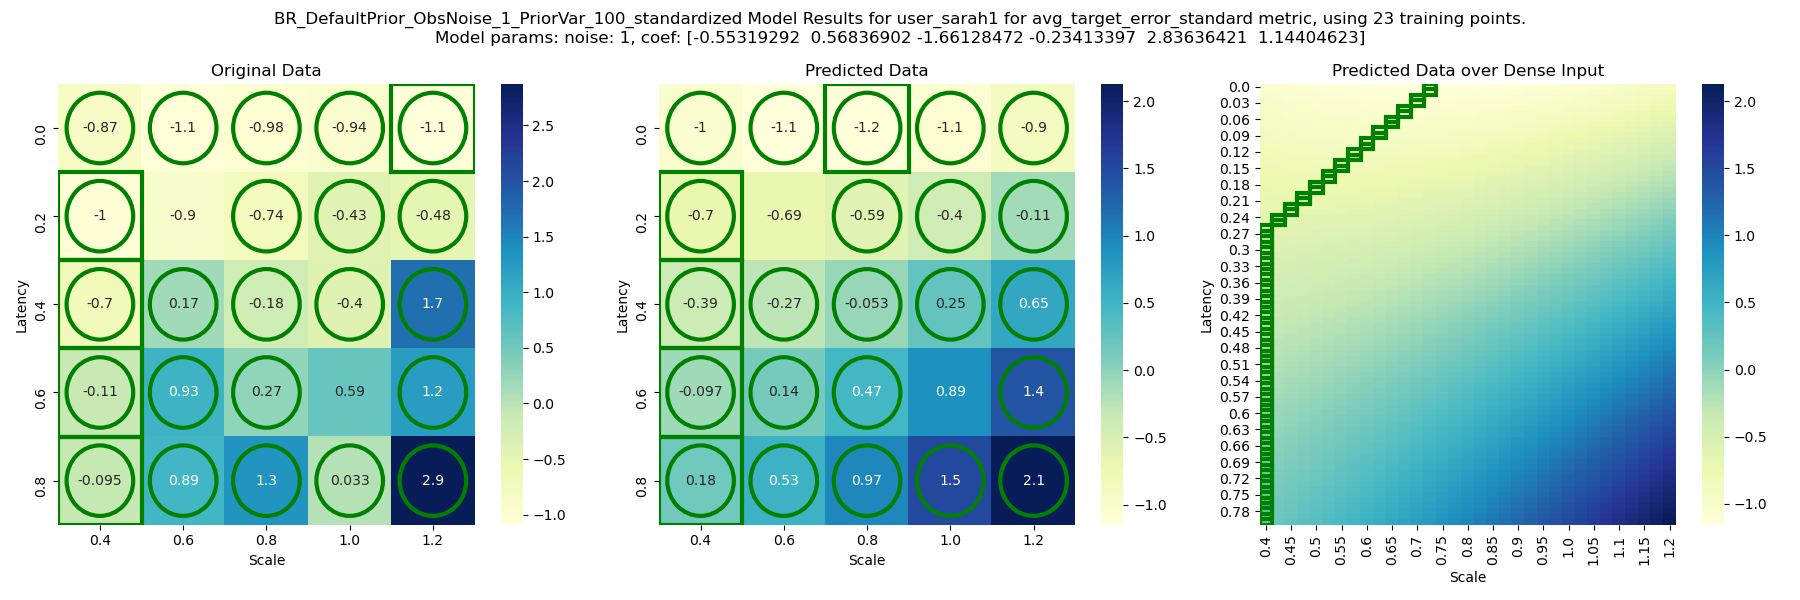 BR_DefaultPrior_ObsNoise_1_PriorVar_100_standardized Model Results for user_sarah1 for avg_target_error_standard metric, using 23 training points.
Model params: noise: 1, coef: [-0.55319292  0.56836902 -1.66128472 -0.23413397  2.83636421  1.14404623]
Original Data
Latency
0.0 -0.87 -1.1 -0.98 -0.94 -1.1
0.2 -1 -0.9 -0.74 -0.43 -0.48
0.4 -0.7 0.17 -0.18 -0.4 1.7
0.6 -0.11 0.93 0.27 0.59 1.2
0.8 -0.095 0.89 1.3 0.033 2.9
0.4 0.6 0.8 1.0 1.2
Scale
2.5
2.0
1.5
1.0
0.5
0.0
−0.5
−1.0
Predicted Data
Latency
0.0 -1 -1.1 -1.2 -1.1 -0.9
0.2 -0.7 -0.69 -0.59 -0.4 -0.11
0.4 -0.39 -0.27 -0.053 0.25 0.65
0.6 -0.097 0.14 0.47 0.89 1.4
0.8 0.18 0.53 0.97 1.5 2.1
0.4 0.6 0.8 1.0 1.2
Scale
2.0
1.5
1.0
0.5
0.0
−0.5
−1.0
Predicted Data over Dense Input
Latency
0.0
0.03
0.06
0.09
0.12
0.15
0.18
0.21
0.24
0.27
0.3
0.33
0.36
0.39
0.42
0.45
0.48
0.51
0.54
0.57
0.6
0.63
0.66
0.69
0.72
0.75
0.78
0.4 0.45 0.5 0.55 0.6 0.65 0.7 0.75 0.8 0.85 0.9 0.95 1.0 1.05 1.1 1.15 1.2
Scale
2.0
1.5
1.0
0.5
0.0
−0.5
−1.0